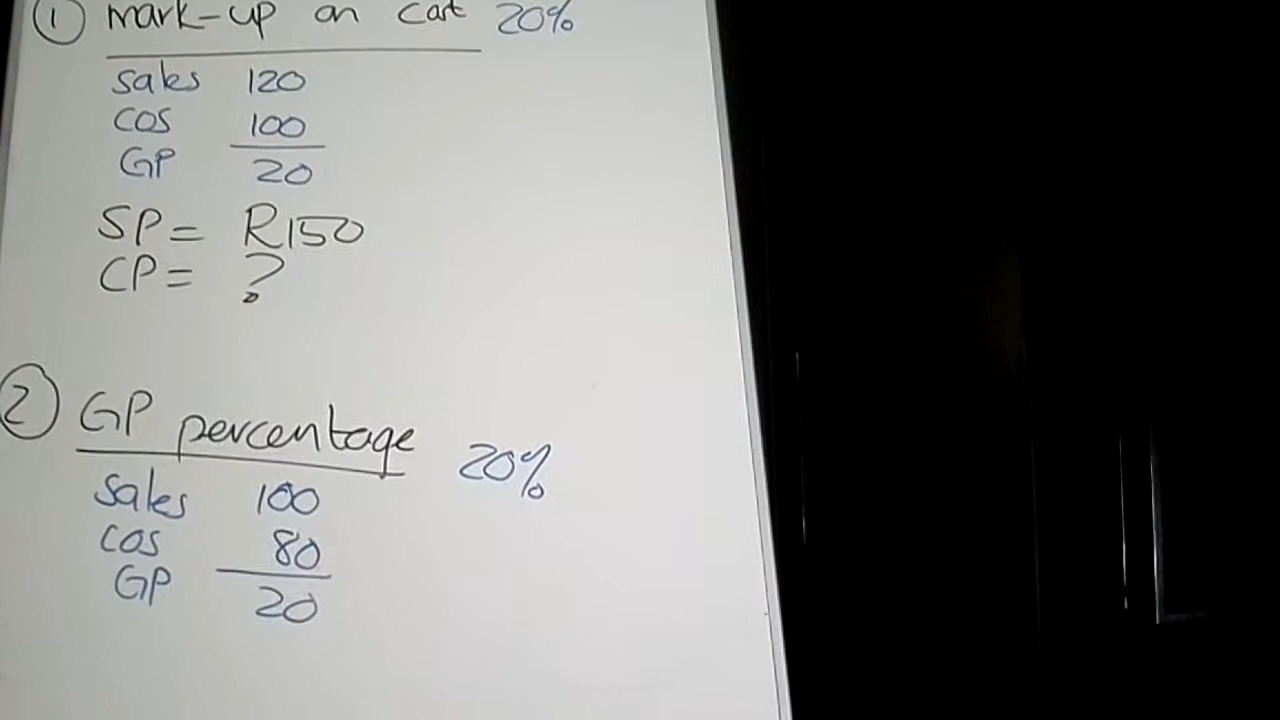 ① mark-up on cost 20%
Sales 120
COS 100
GP 20
SP= R150
CP= ?
② GP percentage 20%
Sales 100
COS 80
GP 20